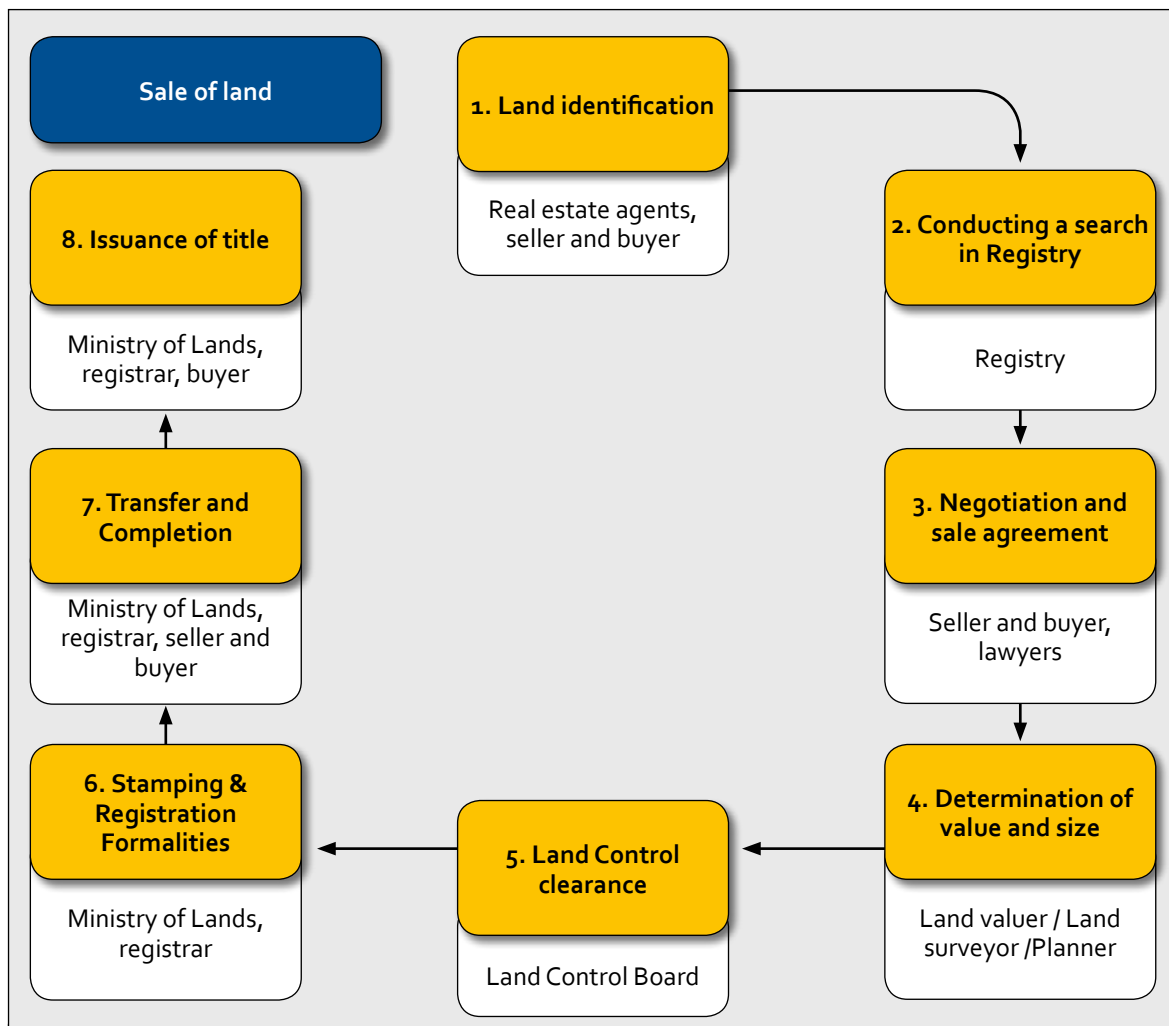 Sale of land
1. Land identification
Real estate agents,
seller and buyer
2. Conducting a search
in Registry
Registry
3. Negotiation and
sale agreement
Seller and buyer,
lawyers
4. Determination of
value and size
Land valuer / Land
surveyor /Planner
5. Land Control
clearance
Land Control Board
6. Stamping &
Registration
Formalities
Ministry of Lands,
registrar
7. Transfer and
Completion
Ministry of Lands,
registrar, seller and
buyer
8. Issuance of title
Ministry of Lands,
registrar, buyer